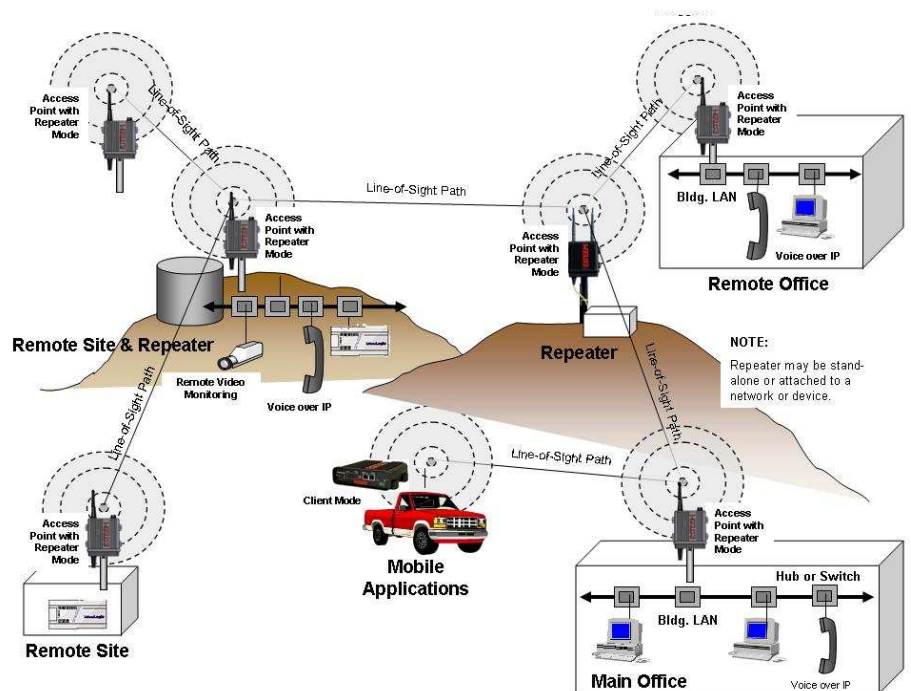 Access
Point with
Repeater
Mode
Line-of-Sight Path
Access
Point with
Repeater
Mode
Line-of-Sight Path
Line-of-Sight Path
Access
Point with
Repeater
Mode
Bldg. LAN
Voice over IP
Remote Office
Access
Point with
Repeater
Mode
Remote Site & Repeater
Remote Video
Monitoring
Voice over IP
Repeater
NOTE:
Repeater may be stand-
alone or attached to a
network or device.
Line-of-Sight Path
Line-of-Sight Path
Line-of-Sight Path
Client Mode
Mobile
Applications
Access
Point with
Repeater
Mode
Remote Site
Access
Point with
Repeater
Mode
Hub or Switch
Bldg. LAN
Main Office
Voice over IP